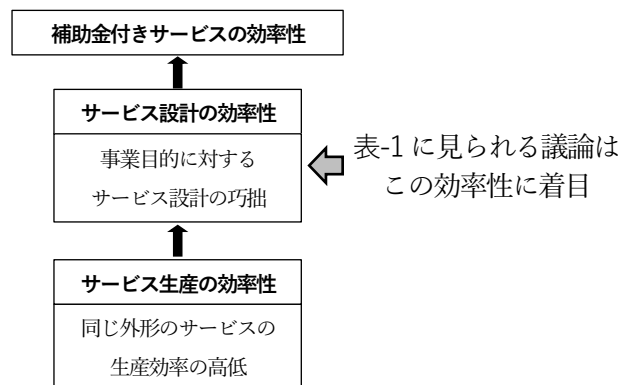 補助金付きサービスの効率性
サービス設計の効率性
事業目的に対する
サービス設計の巧拙
表-1 に見られる議論は
この効率性に着目
サービス生産の効率性
同じ外形のサービスの
生産効率の高低